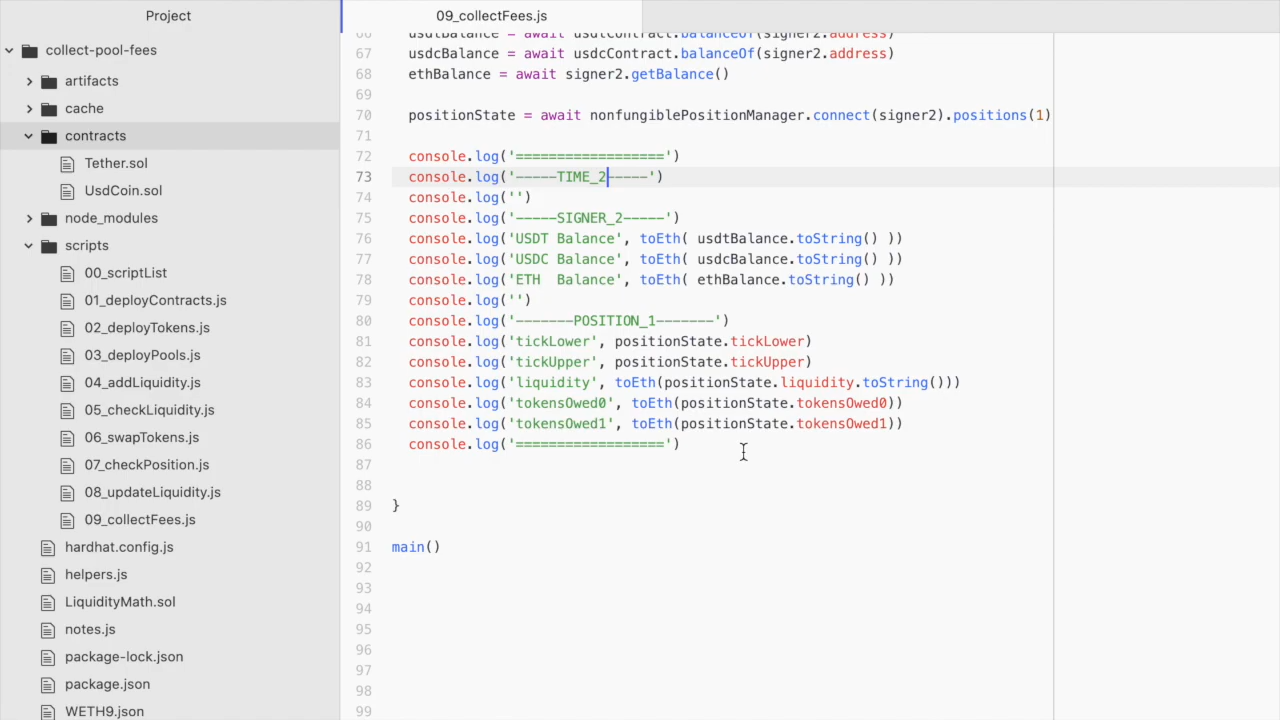 Project
collect-pool-fees
artifacts
cache
contracts
Tether.sol
UsdCoin.sol
node_modules
scripts
00_scriptList
01_deployContracts.js
02_deployTokens.js
03_deployPools.js
04_addLiquidity.js
05_checkLiquidity.js
06_swapTokens.js
07_checkPosition.js
08_updateLiquidity.js
09_collectFees.js
hardhat.config.js
helpers.js
LiquidityMath.sol
notes.js
package-lock.json
package.json
WETH9.json
09_collectFees.js
66 usdtBalance = await usdtContract.balanceOf(signer2.address)
67 usdcBalance = await usdcContract.balanceOf(signer2.address)
68 ethBalance = await signer2.getBalance()
69
70 positionState = await nonfungiblePositionManager.connect(signer2).positions(1)
71
72 console.log('==================')
73 console.log('-----TIME_2-----')
74 console.log('')
75 console.log('-----SIGNER_2-----')
76 console.log('USDT Balance', toEth( usdtBalance.toString() ))
77 console.log('USDC Balance', toEth( usdcBalance.toString() ))
78 console.log('ETH  Balance', toEth( ethBalance.toString() ))
79 console.log('')
80 console.log('-------POSITION_1-------')
81 console.log('tickLower', positionState.tickLower)
82 console.log('tickUpper', positionState.tickUpper)
83 console.log('liquidity', toEth(positionState.liquidity.toString()))
84 console.log('tokensOwed0', toEth(positionState.tokensOwed0))
85 console.log('tokensOwed1', toEth(positionState.tokensOwed1))
86 console.log('==================')
87
88
89 }
90
91 main()
92
93
94
95
96
97
98
99